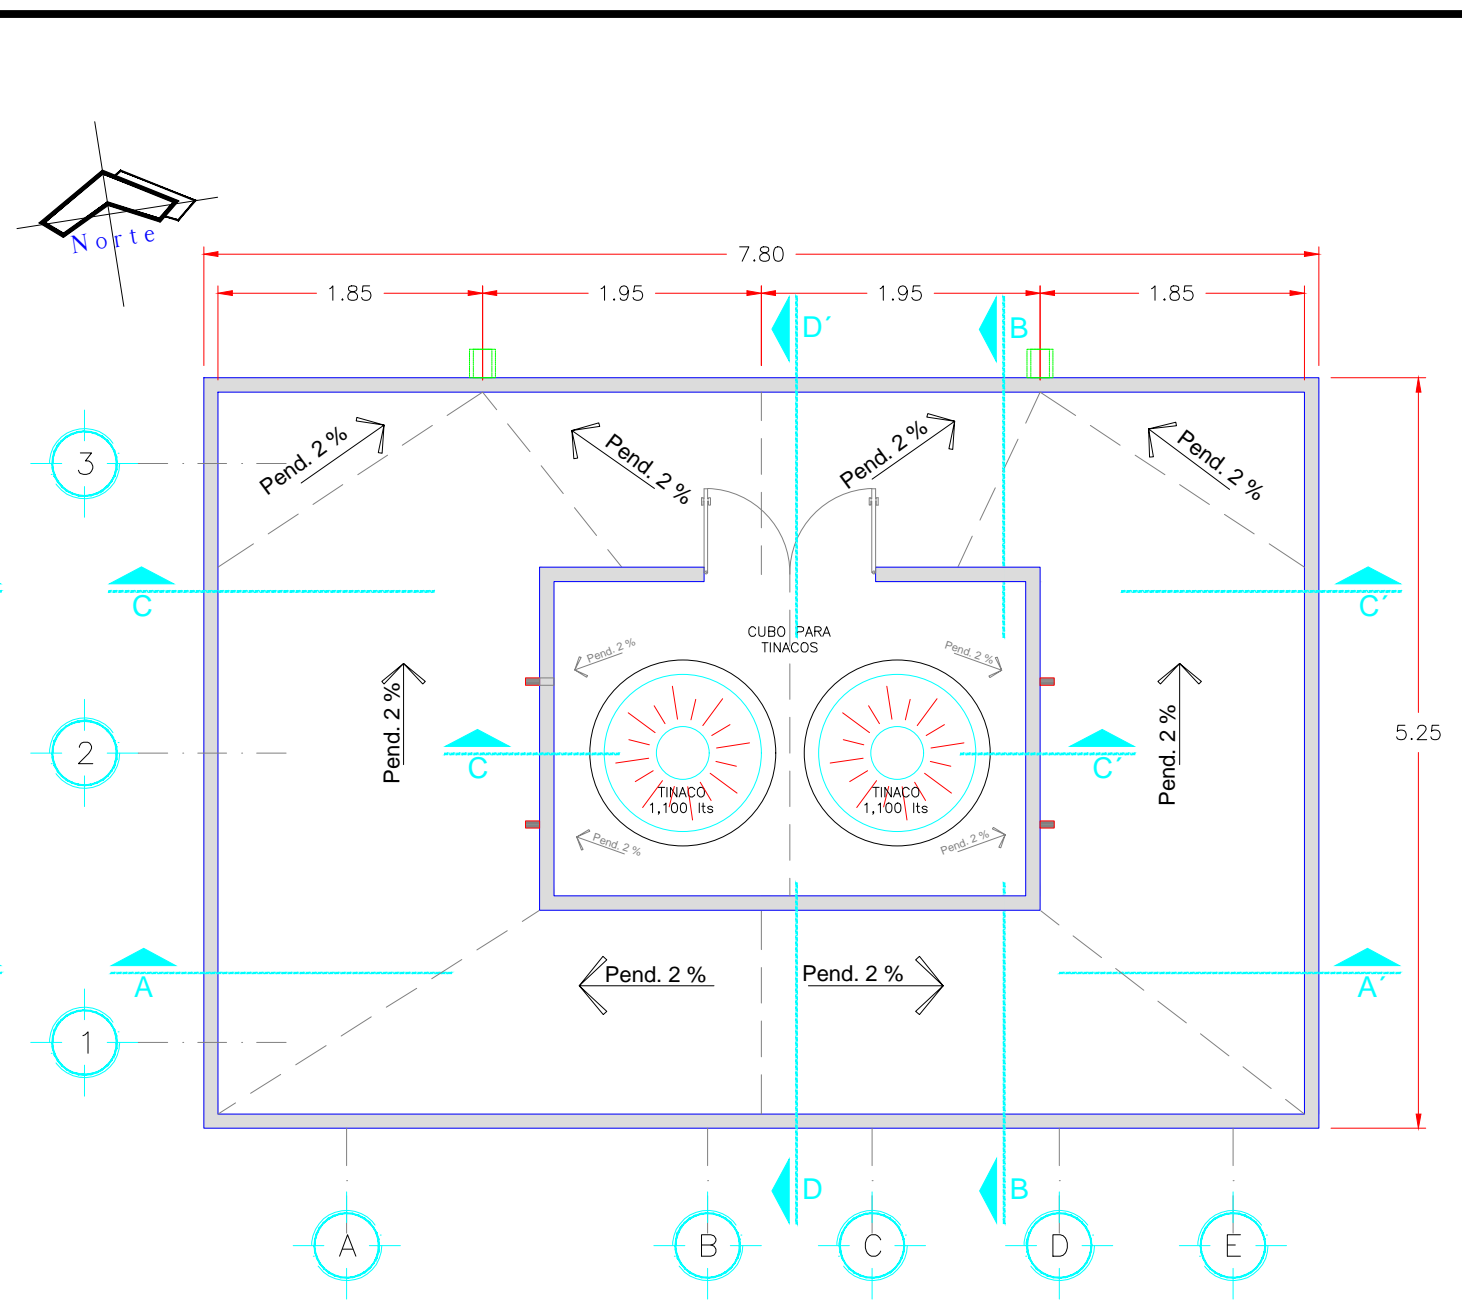 Norte
7.80
1.85
1.95
1.95
1.85
D´
B
Pend. 2 %
Pend. 2 %
Pend. 2 %
Pend. 2 %
3
C
C´
CUBO PARA
TINACOS
Pend. 2 %
Pend. 2 %
Pend. 2 %
Pend. 2 %
5.25
2
C
C´
TINACO
1,100 lts
TINACO
1,100 lts
Pend. 2 %
Pend. 2 %
A
A´
Pend. 2 %
Pend. 2 %
1
D
B
A
B
C
D
E